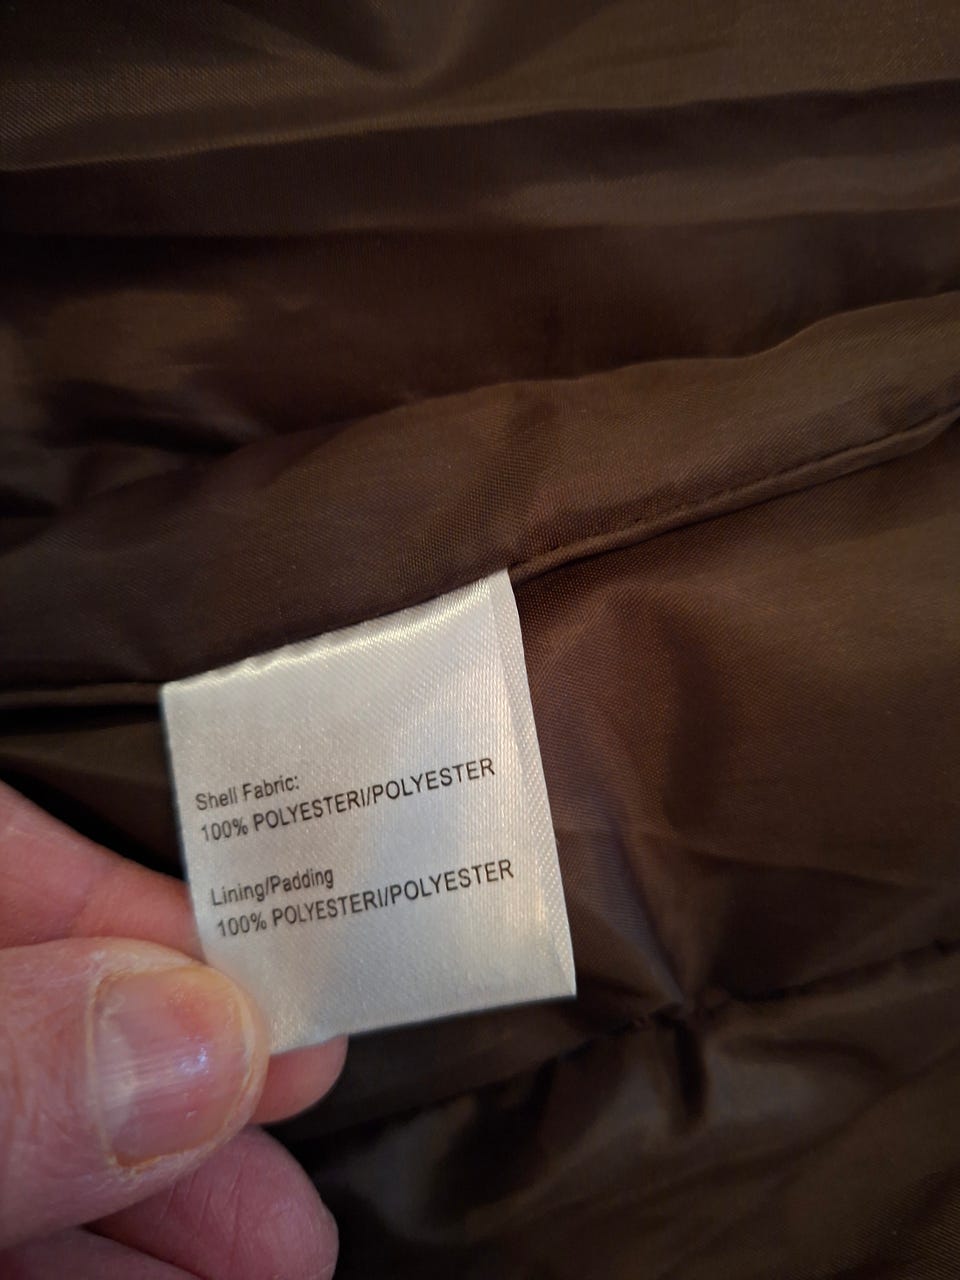 Shell Fabric:
100% POLYESTERI/POLYESTER
Lining/Padding
100% POLYESTERI/POLYESTER